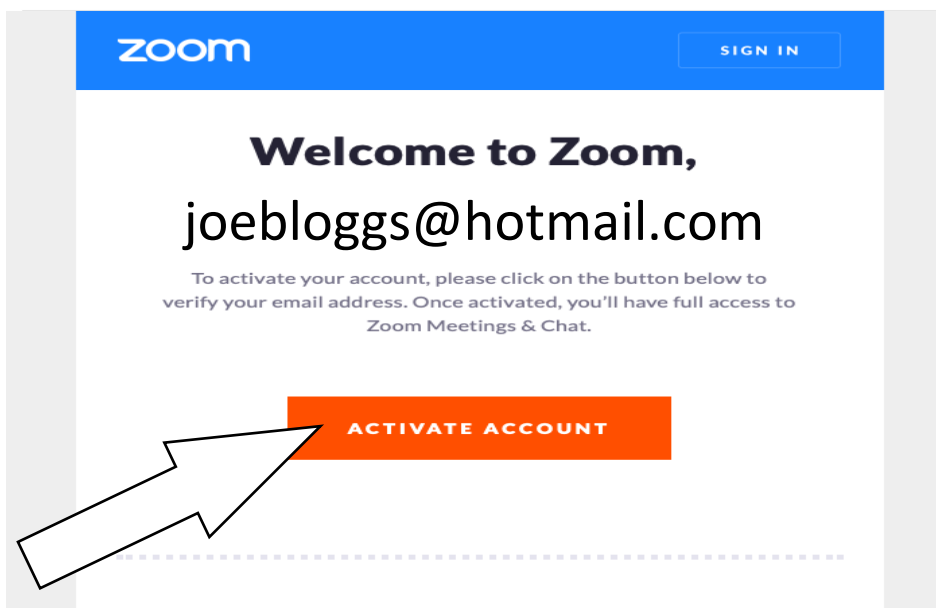 zoom
SIGN IN
Welcome to Zoom,
joebloggs@hotmail.com
To activate your account, please click on the button below to
verify your email address. Once activated, you'll have full access to
Zoom Meetings & Chat.
ACTIVATE ACCOUNT